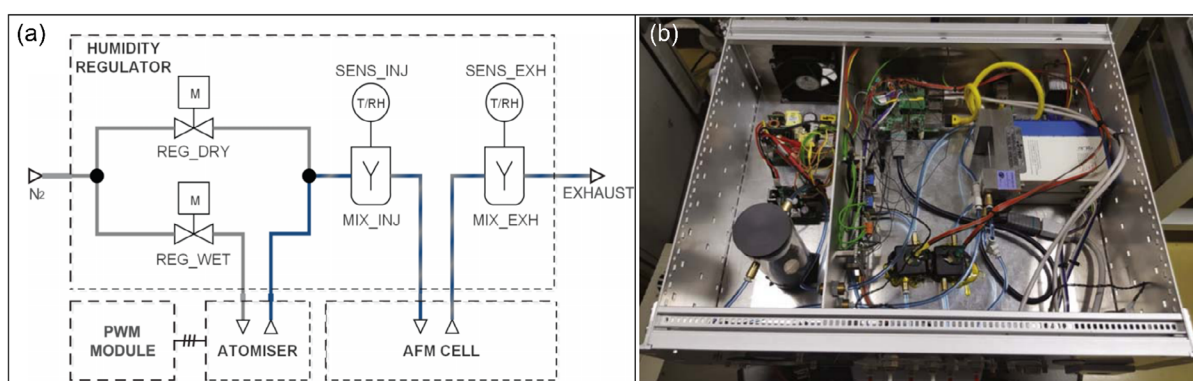 (a)
HUMIDITY
REGULATOR
SENS_INJ
SENS_EXH
M
T/RH
T/RH
REG_DRY
N2
M
MIX_INJ
MIX_EXH
EXHAUST
REG_WET
PWM
MODULE
ATOMISER
AFM CELL
(b)